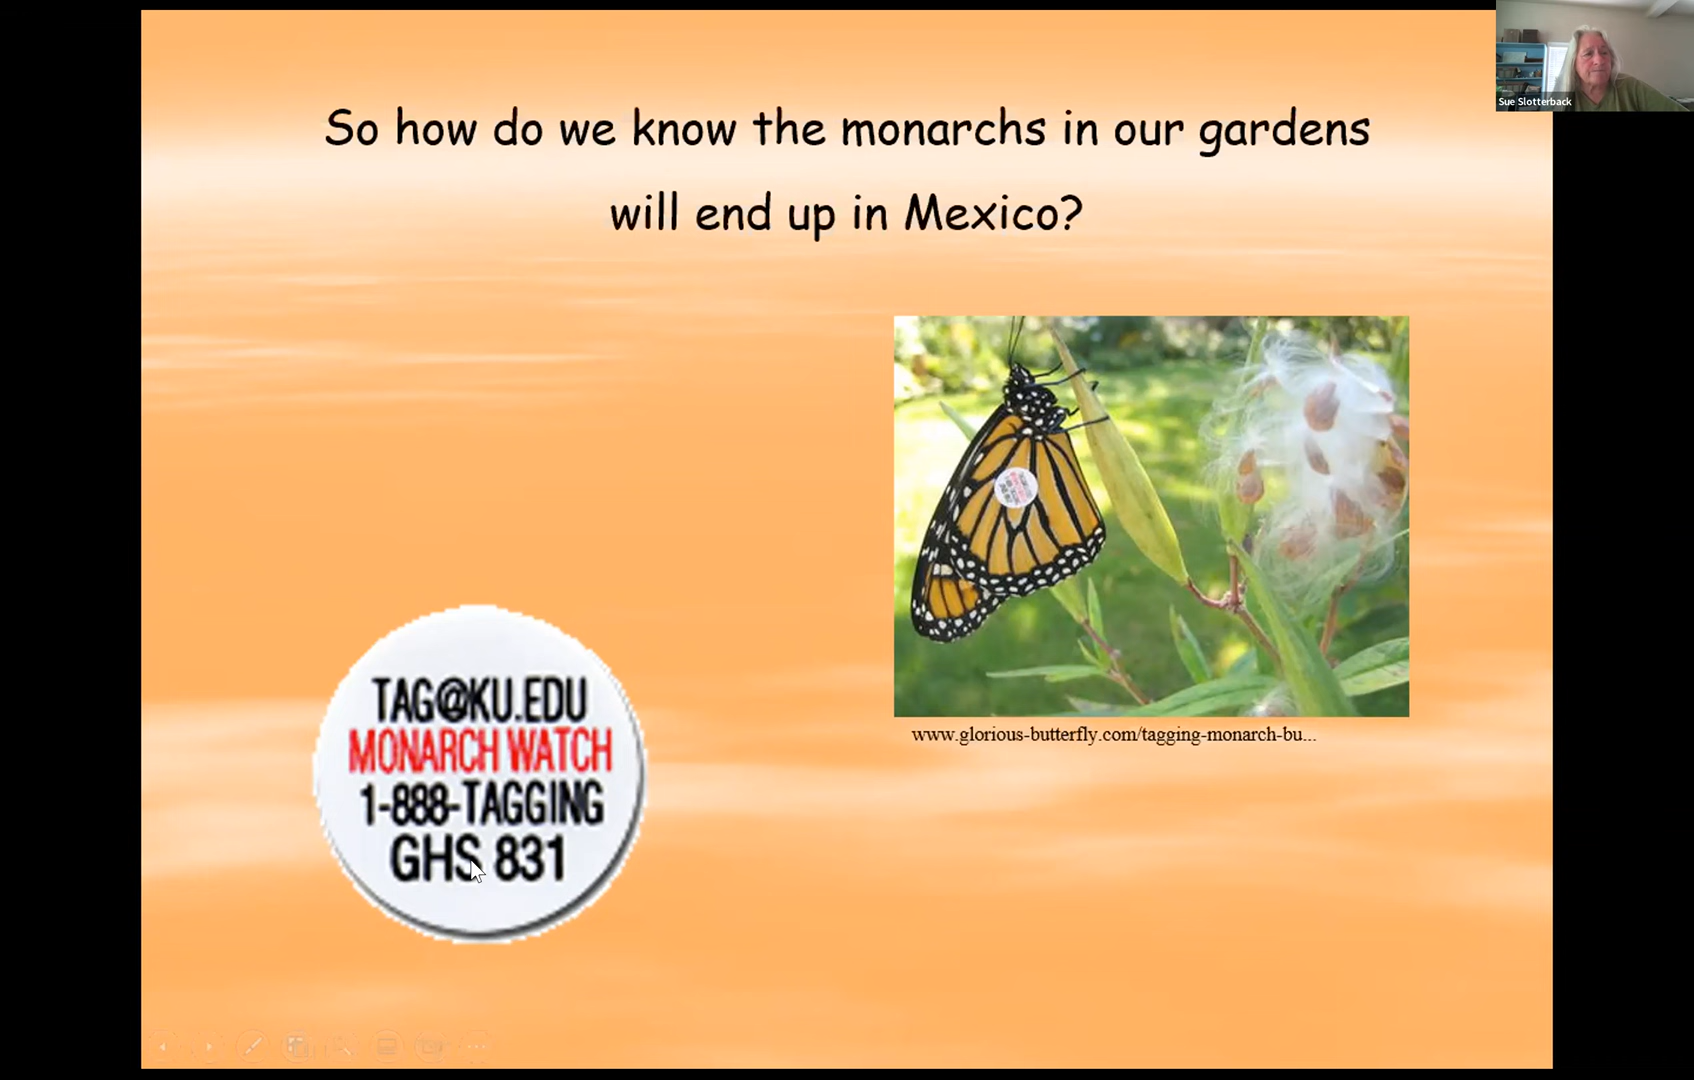 Sue Slotterback
So how do we know the monarchs in our gardens
will end up in Mexico?
www.glorious-butterfly.com/tagging-monarch-bu...
TAG@KU.EDU
MONARCH WATCH
1-888-TAGGING
GHS 831